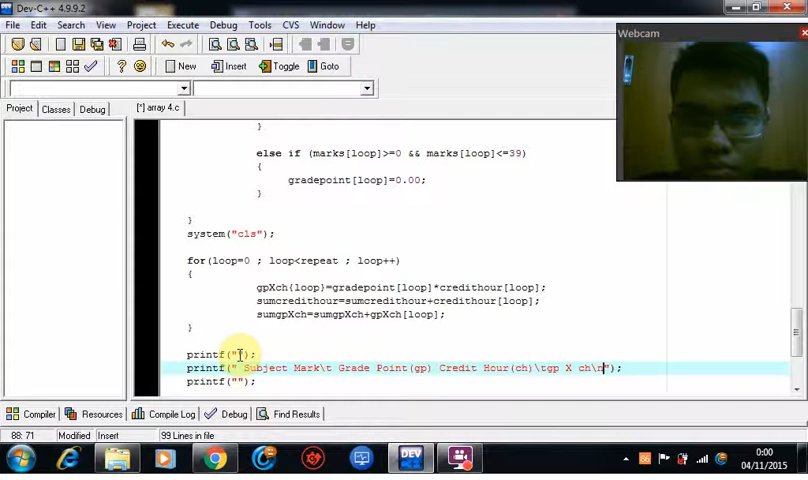 Dev-C++ 4.9.9.2
File Edit Search View Project Execute Debug Tools CVS Window Help
New Insert Toggle Goto
Project Classes Debug
[*] array 4.c
}
else if (marks[loop]>=0 && marks[loop]<=39)
{
gradepoint[loop]=0.00;
}
}
system("cls");
for(loop=0 ; loop<repeat ; loop++)
{
gpXch{loop}=gradepoint[loop]*credithour[loop];
sumcredithour=sumcredithour+credithour[loop];
sumgpXch=sumgpXch+gpXch[loop];
}
printf("");
printf(" Subject Mark\t Grade Point(gp) Credit Hour(ch)\tgp X ch\n");
printf("");
Webcam
Compiler Resources Compile Log Debug Find Results
88: 71 Modified Insert 99 Lines in file
DEV
0:00
04/11/2015